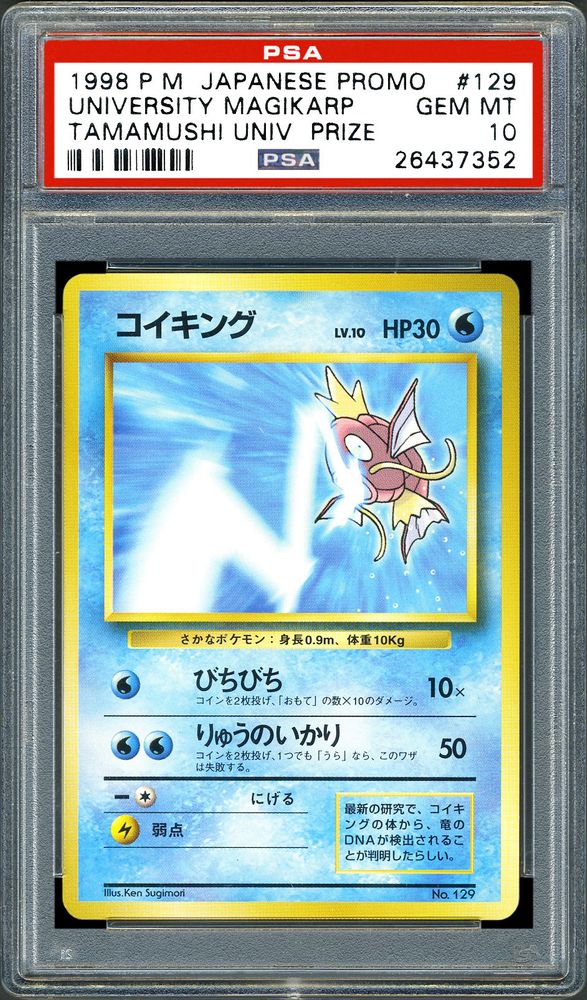 PSA
1998 P M JAPANESE PROMO #129
UNIVERSITY MAGIKARP GEM MT
TAMAMUSHI UNIV PRIZE 10
PSA 26437352
コイキング LV.10 HP30
さかなポケモン：身長0.9m、体重10Kg
びちびち 10×
コインを2枚投げ、「おもて」の数×10のダメージ。
りゅうのいかり 50
コインを2枚投げ、1つでも「うら」なら、このワザ
は失敗する。
にげる
弱点
最新の研究で、コイキ
ングの体から、竜の
DNAが検出されるこ
とが判明したらしい。
Illus.Ken Sugimori No. 129